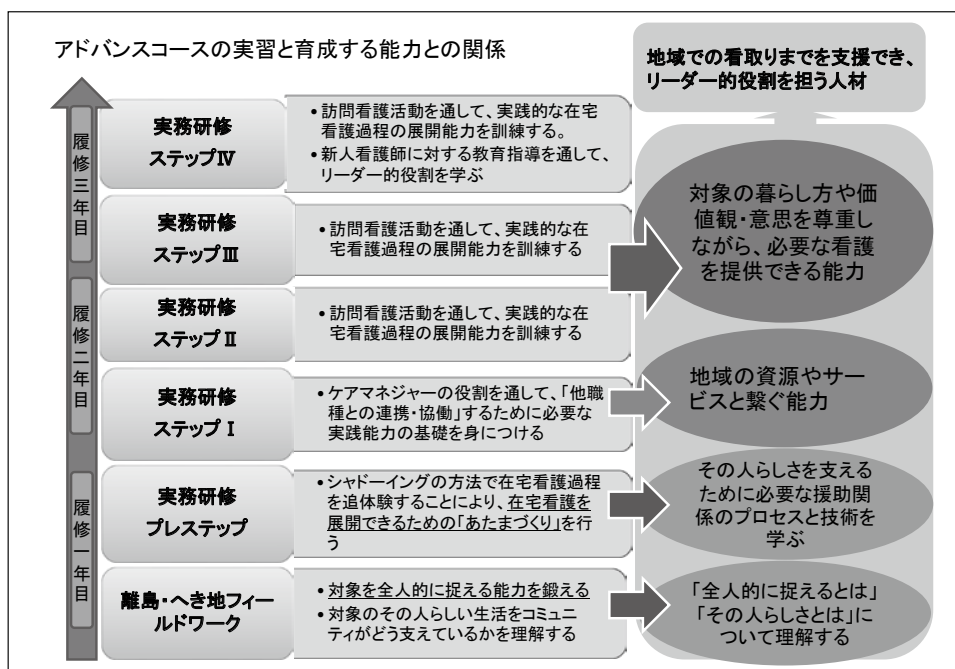 アドバンスコースの実習と育成する能力との関係
地域での看取りまでを支援でき、
リーダー的役割を担う人材
履修三年目
実務研修
ステップⅣ
• 訪問看護活動を通して、実践的な在宅
看護過程の展開能力を訓練する。
• 新人看護師に対する教育指導を通して、
リーダー的役割を学ぶ
実務研修
ステップⅢ
• 訪問看護活動を通して、実践的な在
宅看護過程の展開能力を訓練する
対象の暮らし方や価
値観・意思を尊重し
ながら、必要な看護
を提供できる能力
履修二年目
実務研修
ステップⅡ
• 訪問看護活動を通して、実践的な在
宅看護過程の展開能力を訓練する
実務研修
ステップⅠ
• ケアマネジャーの役割を通して、「他職
種との連携・協働」するために必要な
実践能力の基礎を身につける
地域の資源やサー
ビスと繋ぐ能力
履修一年目
実務研修
プレステップ
• シャドーイングの方法で在宅看護過程
を追体験することにより、在宅看護を
展開できるための「あたまづくり」を行
う
その人らしさを支える
ために必要な援助関
係のプロセスと技術を
学ぶ
離島・へき地フィー
ルドワーク
• 対象を全人的に捉える能力を鍛える
• 対象のその人らしい生活をコミュニ
ティがどう支えているかを理解する
「全人的に捉えるとは」
「その人らしさとは」に
ついて理解する